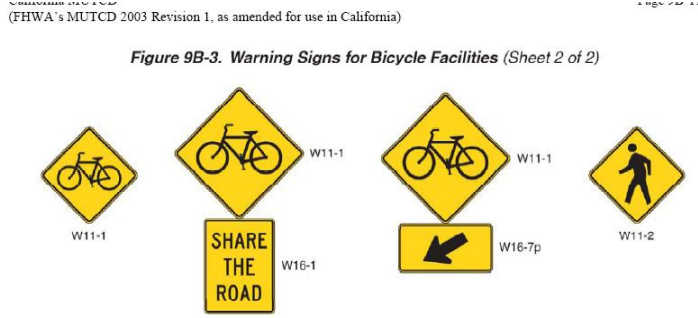 (FHWA's MUTCD 2003 Revision 1, as amended for use in California)
Figure 9B-3. Warning Signs for Bicycle Facilities (Sheet 2 of 2)
W11-1
W11-1
W11-1
W11-2
SHARE
THE
ROAD
W16-1
W16-7p